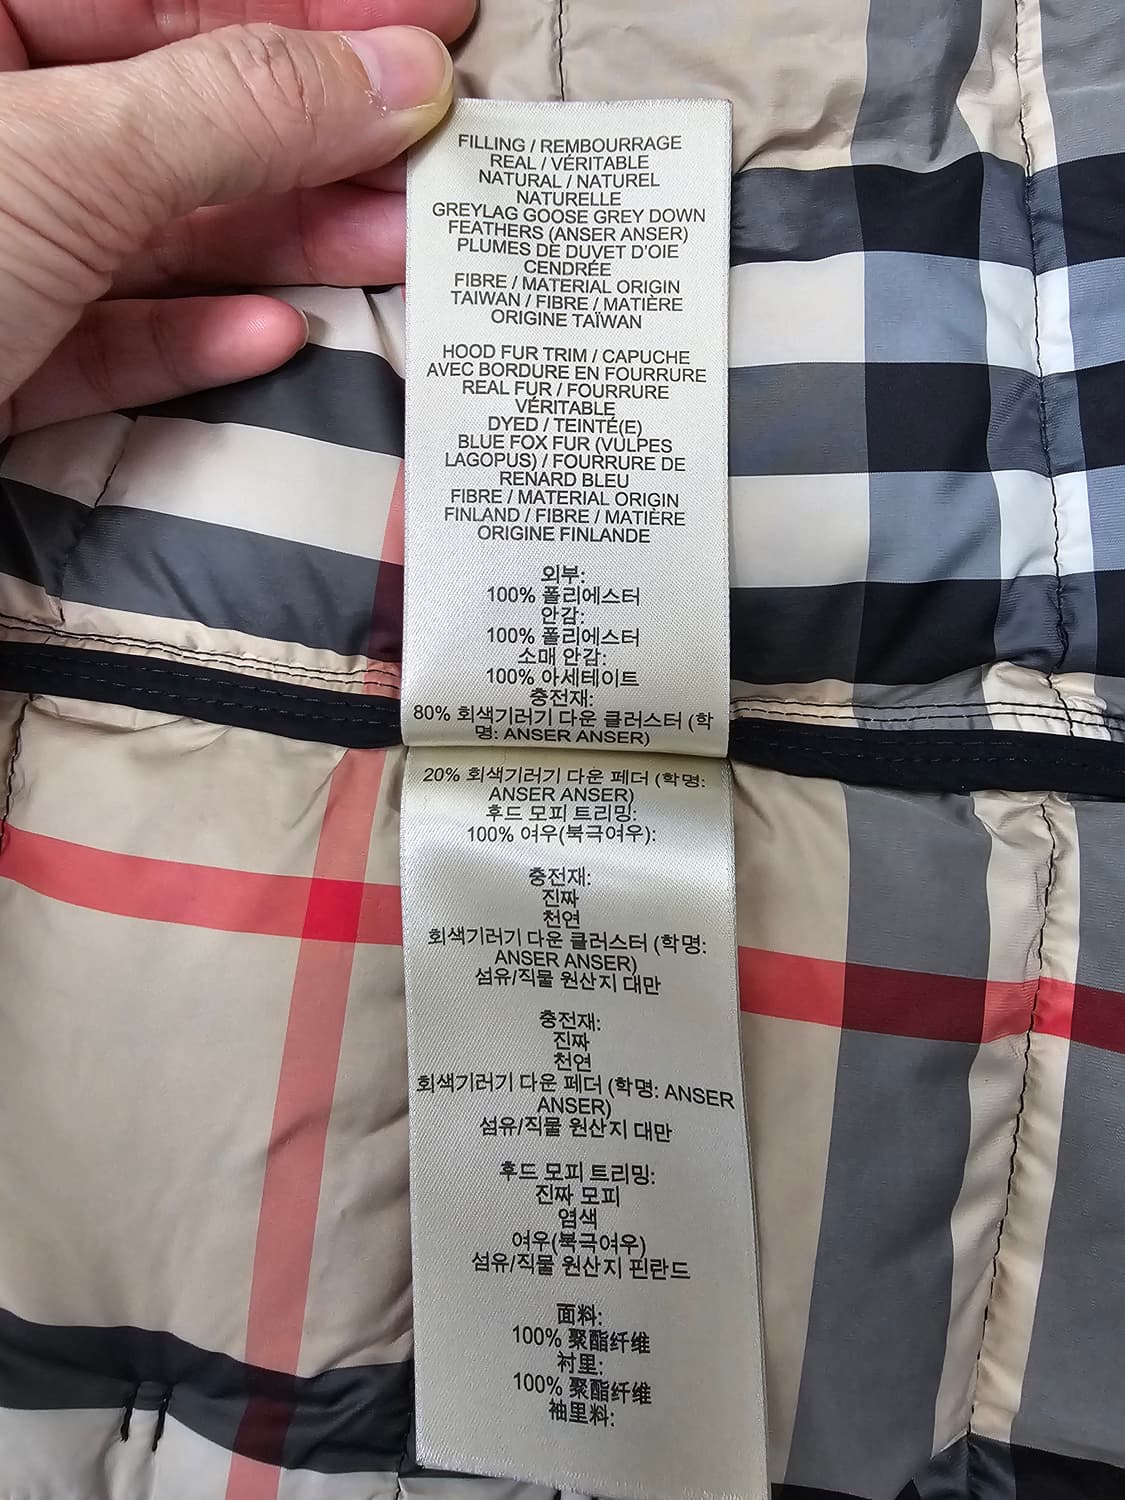 FILLING / REMBOURRAGE
REAL / VÉRITABLE
NATURAL / NATUREL
NATURELLE
GREYLAG GOOSE GREY DOWN
FEATHERS (ANSER ANSER)
PLUMES DE DUVET D'OIE
CENDRÉE
FIBRE / MATERIAL ORIGIN
TAIWAN / FIBRE / MATIÈRE
ORIGINE TAÏWAN
HOOD FUR TRIM / CAPUCHE
AVEC BORDURE EN FOURRURE
REAL FUR / FOURRURE
VÉRITABLE
DYED / TEINTÉ(E)
BLUE FOX FUR (VULPES
LAGOPUS) / FOURRURE DE
RENARD BLEU
FIBRE / MATERIAL ORIGIN
FINLAND / FIBRE / MATIÈRE
ORIGINE FINLANDE
외부:
100% 폴리에스터
안감:
100% 폴리에스터
소매 안감:
100% 아세테이트
충전재:
80% 회색기러기 다운 클러스터 (학
명: ANSER ANSER)
20% 회색기러기 다운 페더 (학명:
ANSER ANSER)
후드 모피 트리밍:
100% 여우(북극여우):
충전재:
진짜
천연
회색기러기 다운 클러스터 (학명:
ANSER ANSER)
섬유/직물 원산지 대만
충전재:
진짜
천연
회색기러기 다운 페더 (학명: ANSER
ANSER)
섬유/직물 원산지 대만
후드 모피 트리밍:
진짜 모피
염색
여우(북극여우)
섬유/직물 원산지 핀란드
面料:
100% 聚酯纤维
衬里:
100% 聚酯纤维
袖里料: